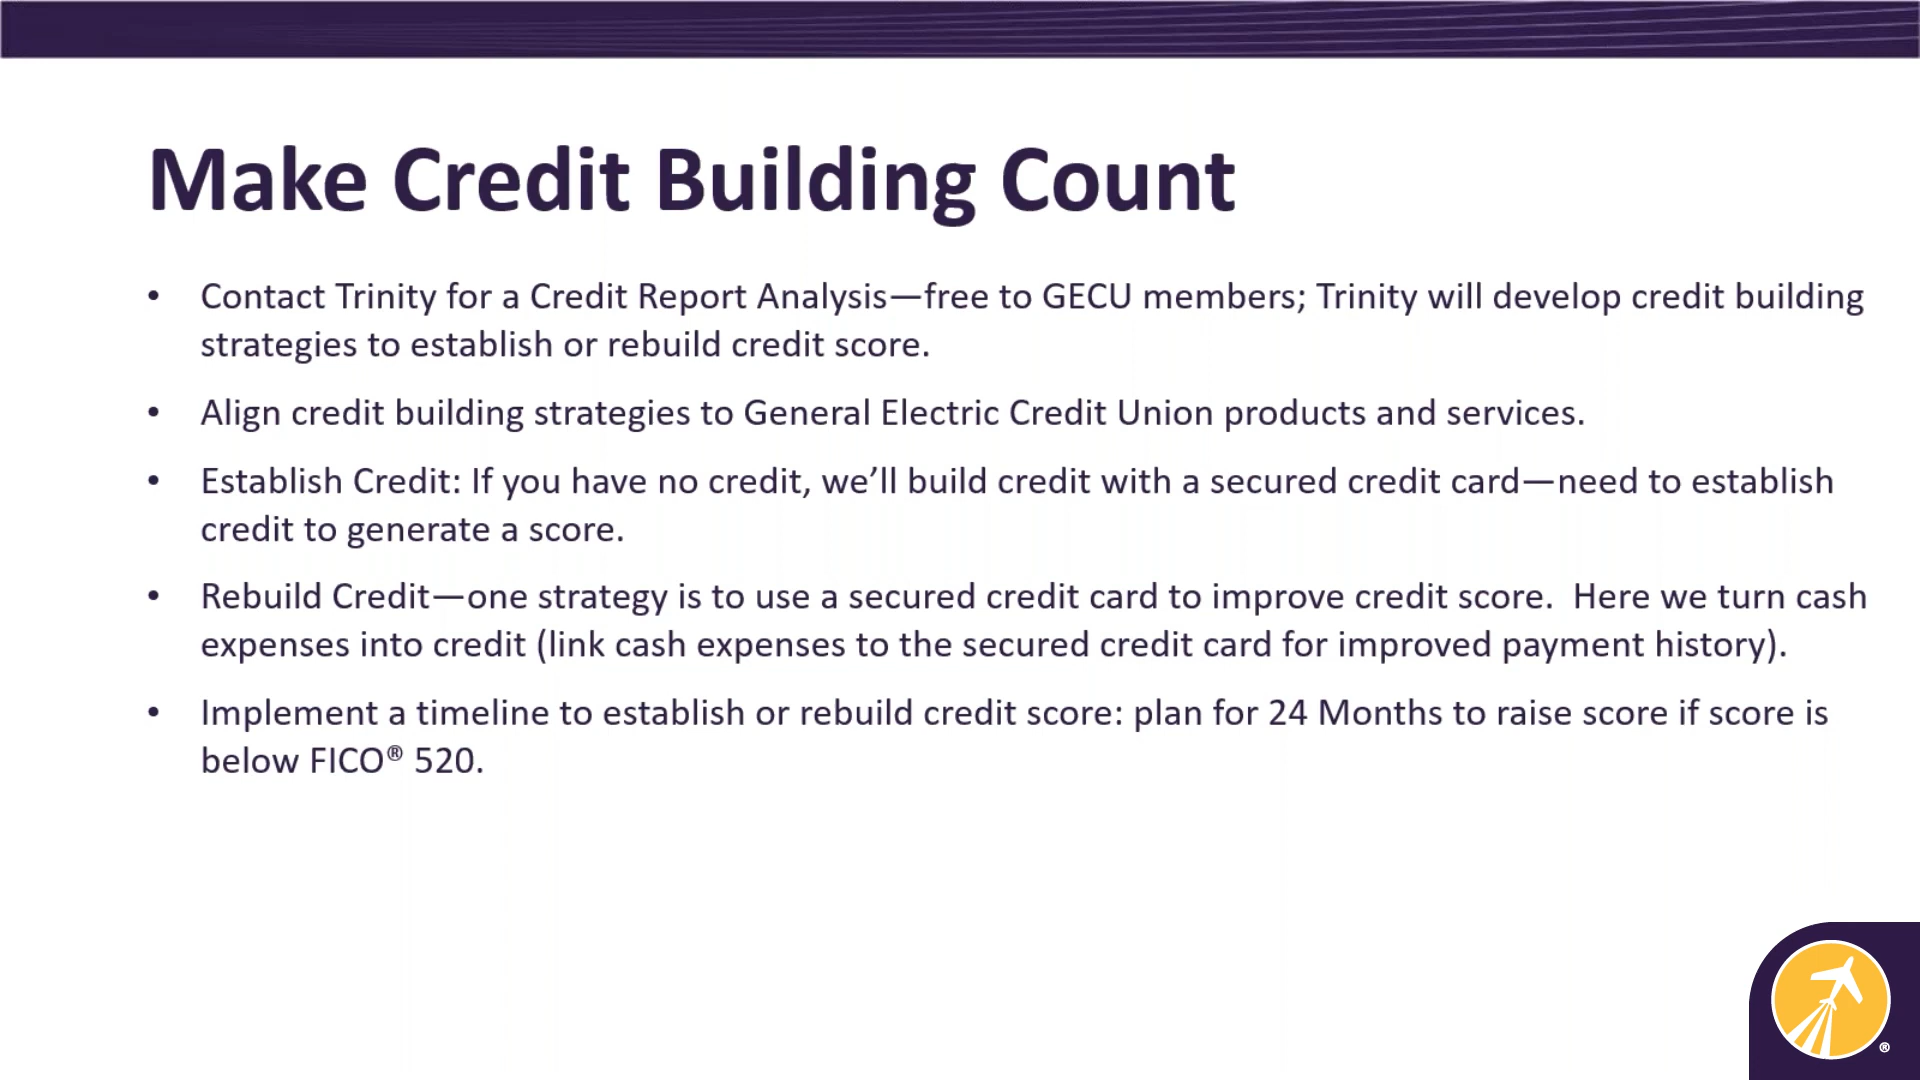 Make Credit Building Count
• Contact Trinity for a Credit Report Analysis—free to GECU members; Trinity will develop credit building
strategies to establish or rebuild credit score.
• Align credit building strategies to General Electric Credit Union products and services.
• Establish Credit: If you have no credit, we’ll build credit with a secured credit card—need to establish
credit to generate a score.
• Rebuild Credit—one strategy is to use a secured credit card to improve credit score.  Here we turn cash
expenses into credit (link cash expenses to the secured credit card for improved payment history).
• Implement a timeline to establish or rebuild credit score: plan for 24 Months to raise score if score is
below FICO® 520.
®